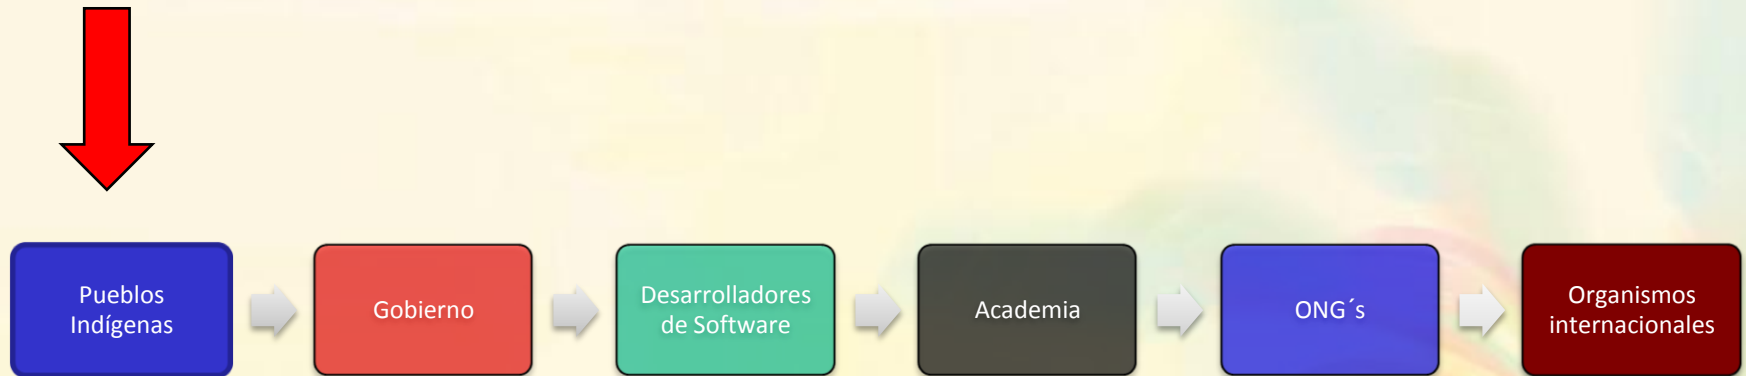 Pueblos
Indígenas
Gobierno
Desarrolladores
de Software
Academia
ONG´s
Organismos
internacionales